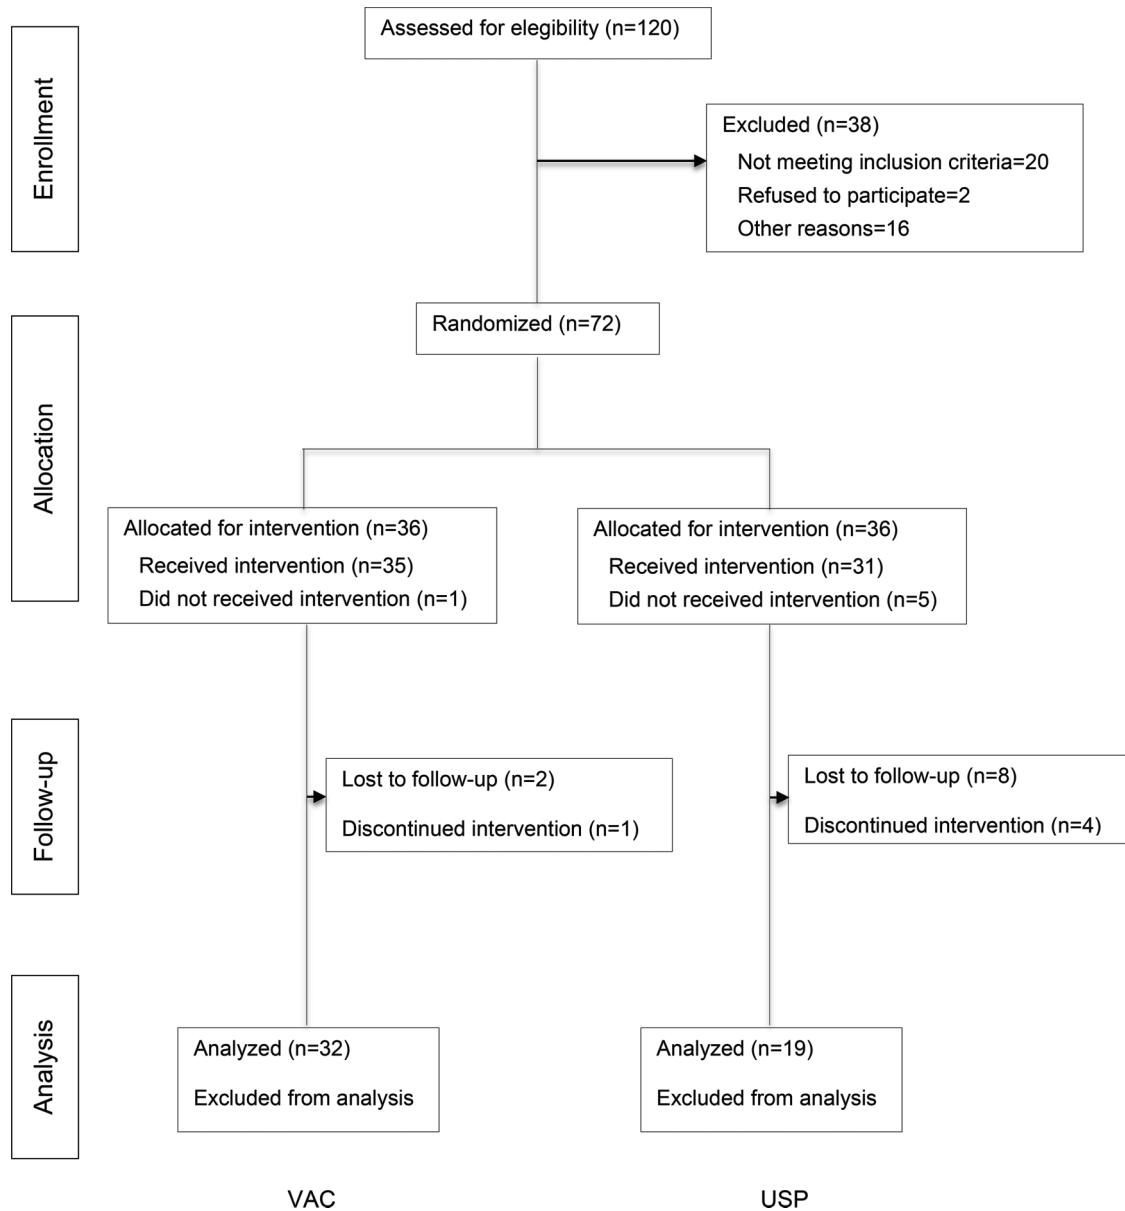 Enrollment
Assessed for elegibility (n=120)
Excluded (n=38)
Not meeting inclusion criteria=20
Refused to participate=2
Other reasons=16
Randomized (n=72)
Allocation
Allocated for intervention (n=36)
Received intervention (n=35)
Did not received intervention (n=1)
Allocated for intervention (n=36)
Received intervention (n=31)
Did not received intervention (n=5)
Follow-up
Lost to follow-up (n=2)
Discontinued intervention (n=1)
Lost to follow-up (n=8)
Discontinued intervention (n=4)
Analysis
Analyzed (n=32)
Excluded from analysis
Analyzed (n=19)
Excluded from analysis
VAC
USP